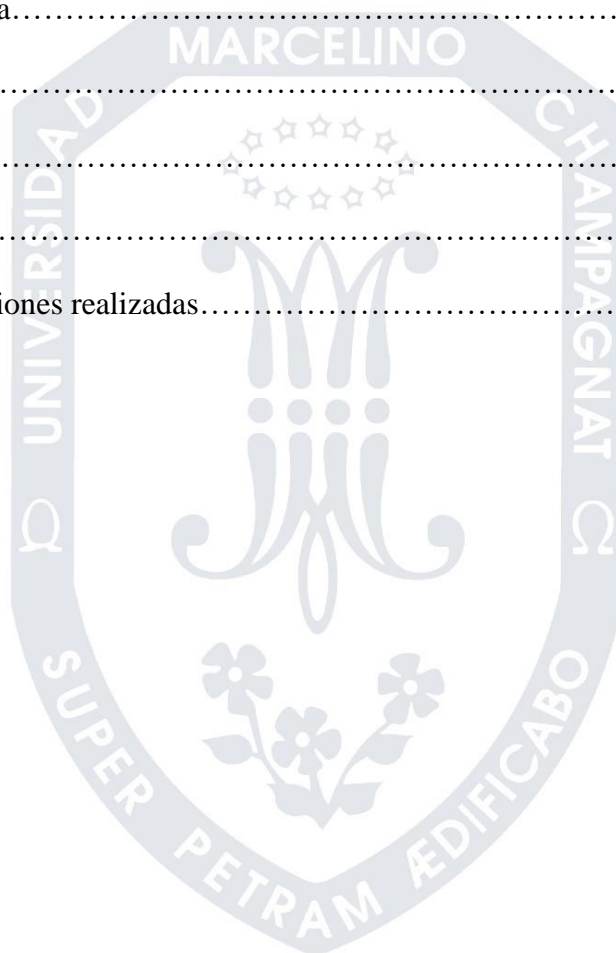 a……………………………………………………
……………………………………………………
……………………………………………………
……………………………………………………
iones realizadas…………………………………
MARCELINO
UNIVERSIDAD
CHAMPAGNAT
Ω
Ω
SUPER PETRAM ÆDIFICABO